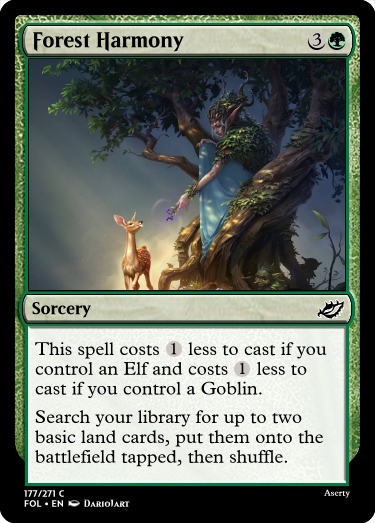 Forest Harmony 3
Sorcery
This spell costs 1 less to cast if you
control an Elf and costs 1 less to
cast if you control a Goblin.
Search your library for up to two
basic land cards, put them onto the
battlefield tapped, then shuffle.
177/271 C Aserty
FOL • EN DarioJart